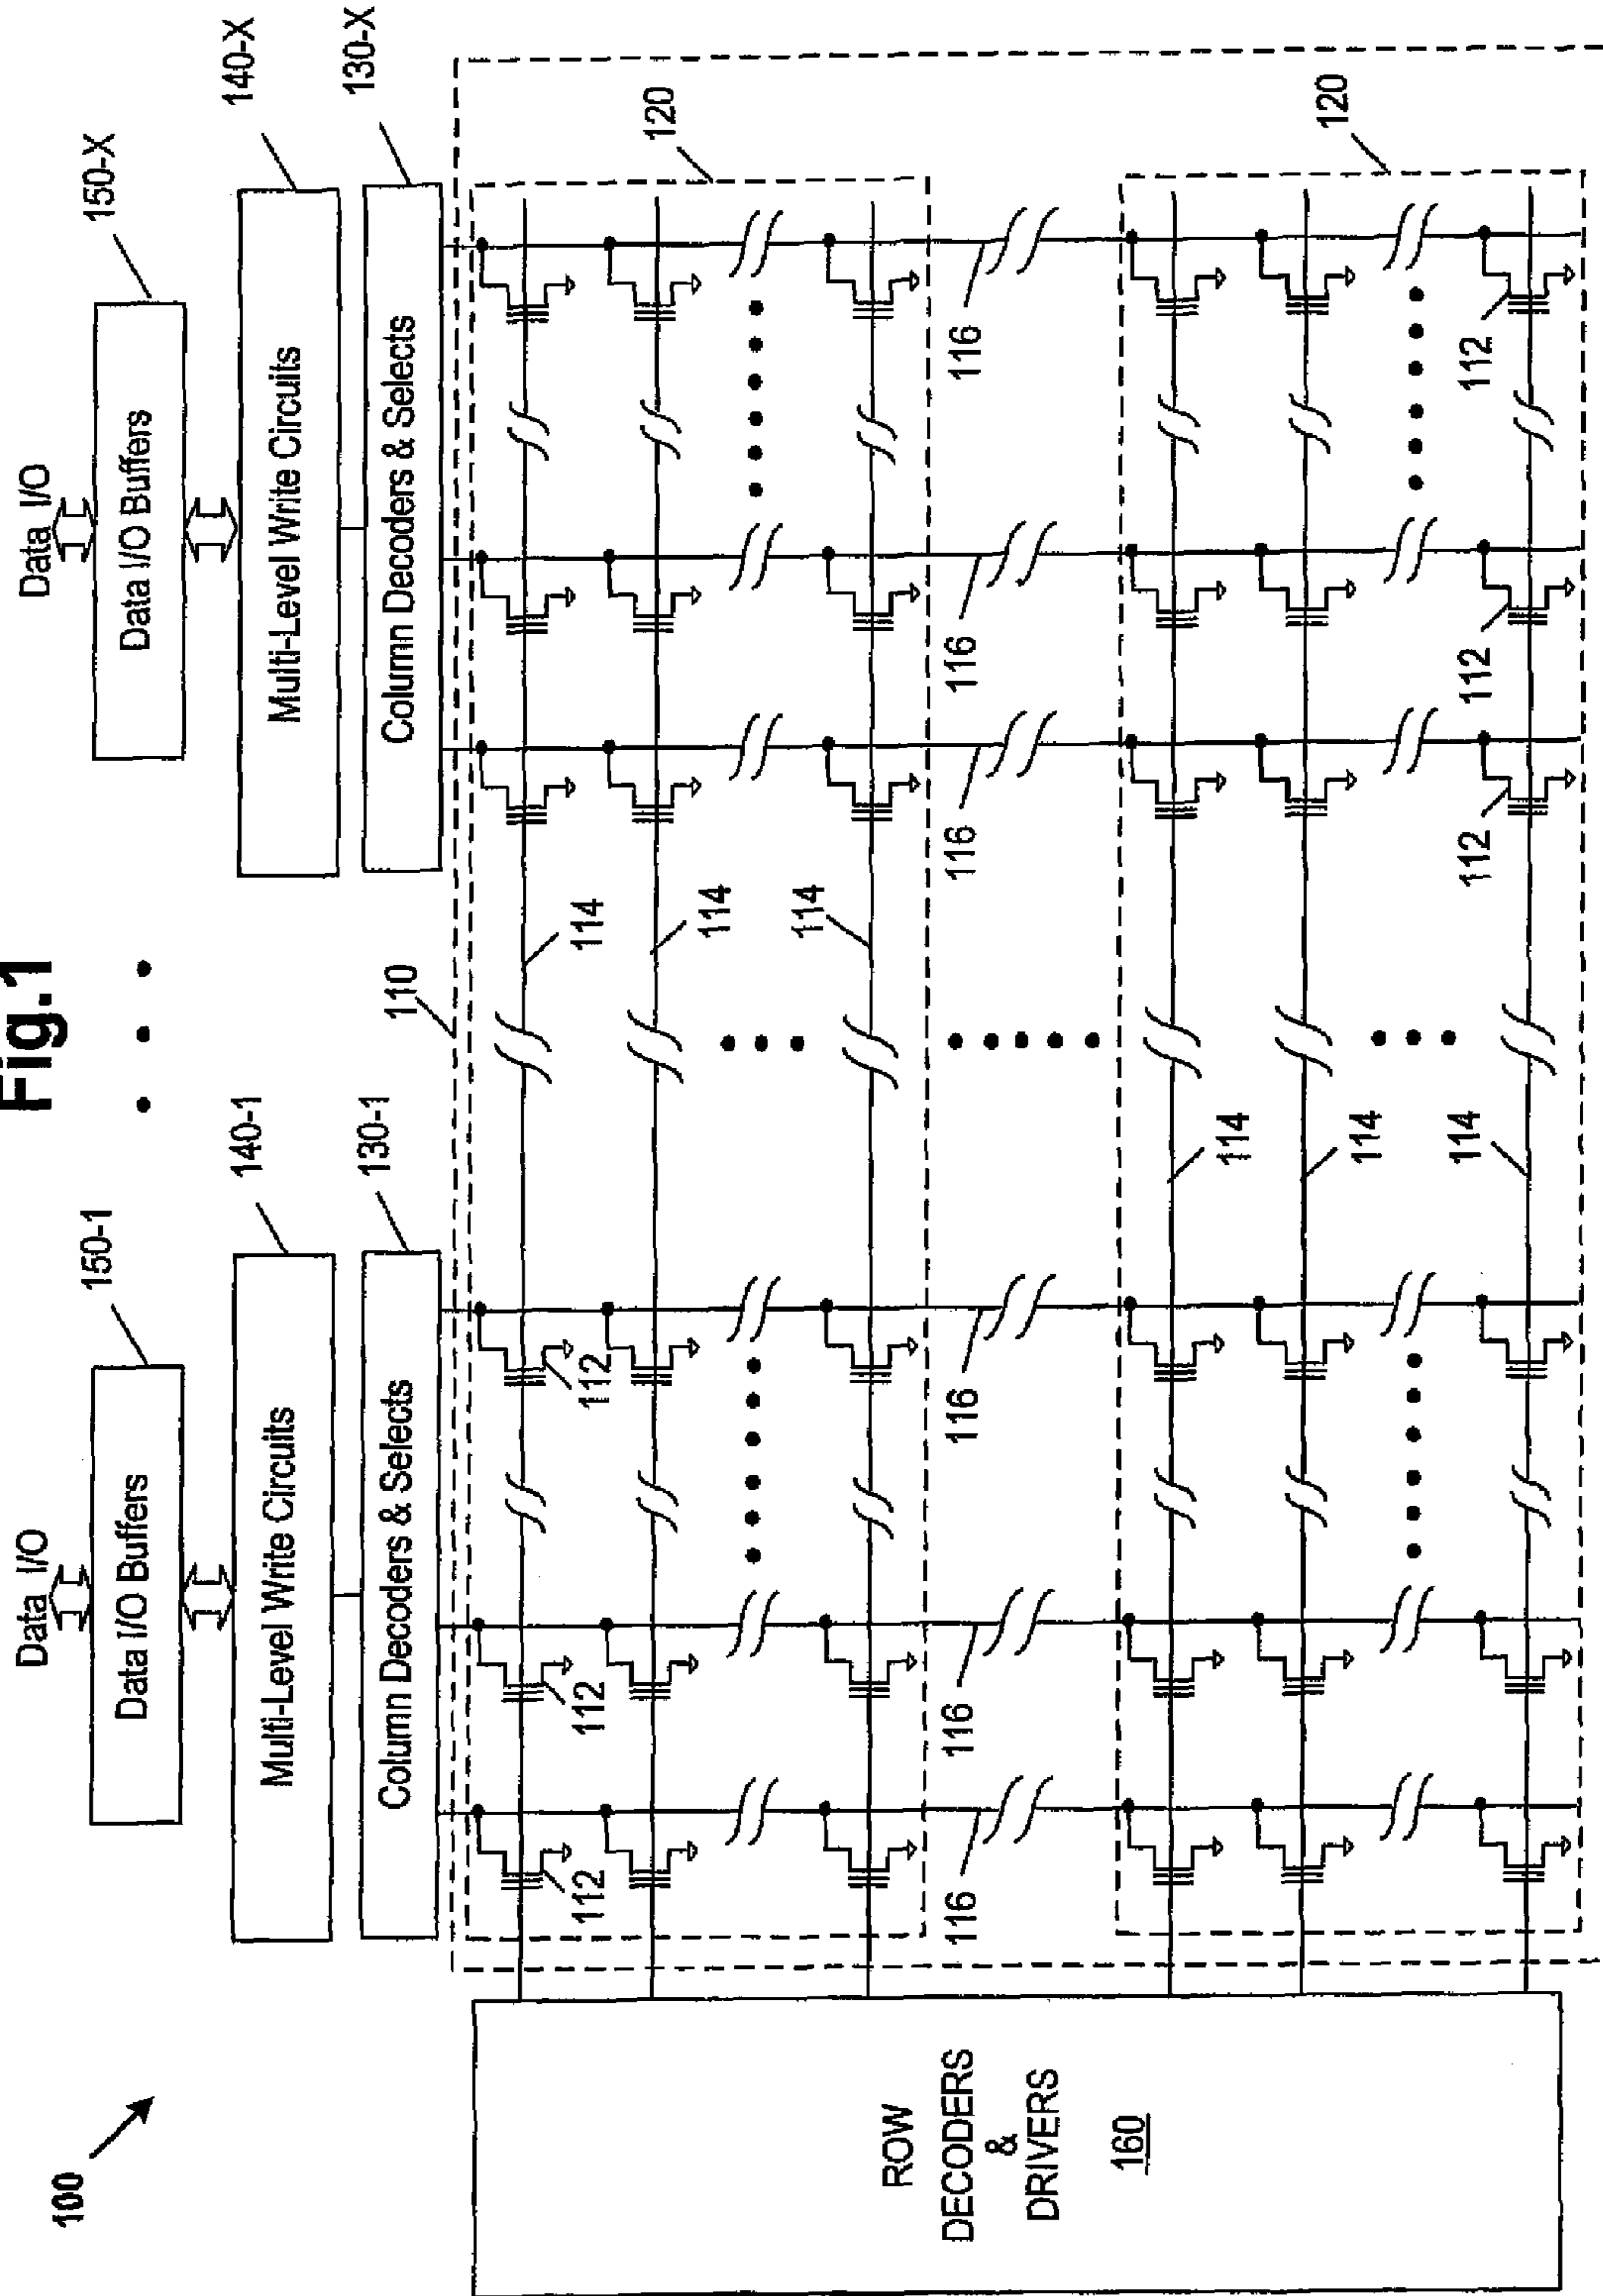 Fig.1
100
Data I/O
Data I/O
150-1
150-X
Data I/O Buffers
Data I/O Buffers
140-1
140-X
Multi-Level Write Circuits
Multi-Level Write Circuits
130-1
130-X
Column Decoders & Selects
Column Decoders & Selects
110
112
112
112
114
120
114
114
ROW
DECODERS
&
DRIVERS
160
116
116
116
116
116
116
114
114
120
114
112
112
112